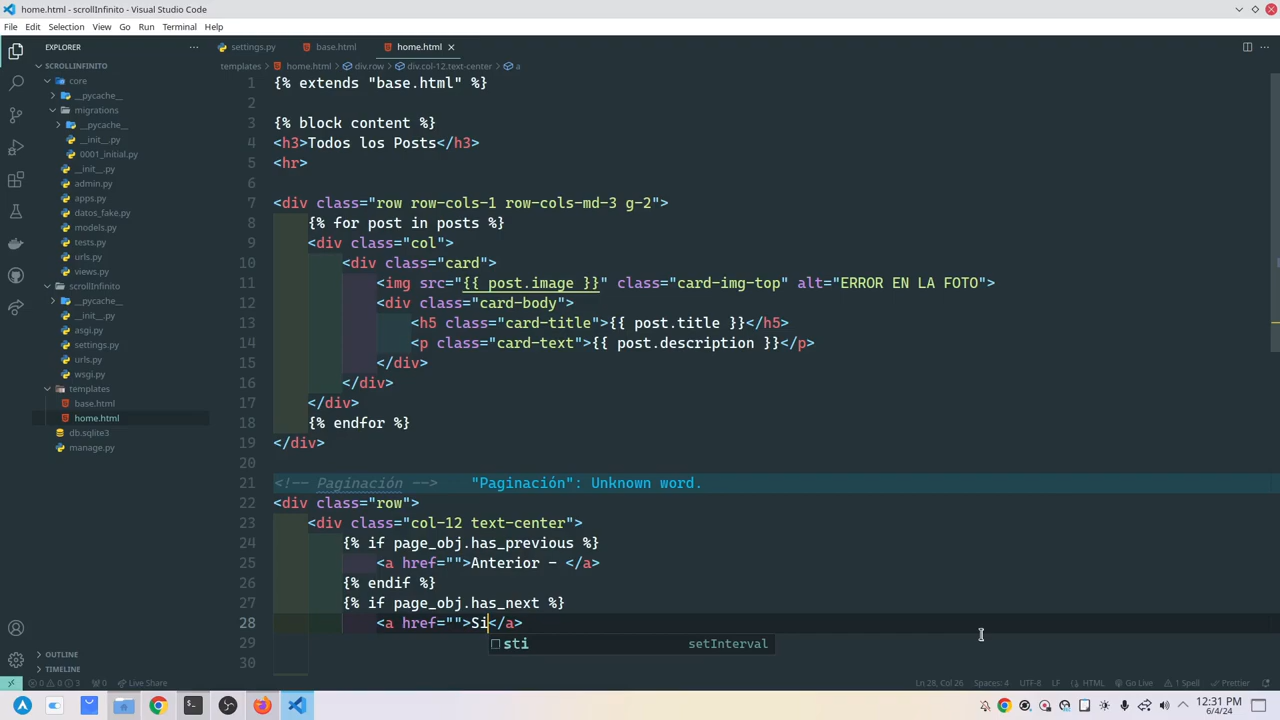 home.html - scrollInfinito - Visual Studio Code
File Edit Selection View Go Run Terminal Help
EXPLORER ···
settings.py base.html home.html
SCROLLINFINITO
templates > home.html > div.row > div.col-12.text-center > a
core
__pycache__
migrations
__pycache__
__init__.py
0001_initial.py
__init__.py
admin.py
apps.py
datos_fake.py
models.py
tests.py
urls.py
views.py
scrollInfinito
__pycache__
__init__.py
asgi.py
settings.py
urls.py
wsgi.py
templates
base.html
home.html
db.sqlite3
manage.py
OUTLINE
TIMELINE
1 {% extends "base.html" %}
2
3 {% block content %}
4 <h3>Todos los Posts</h3>
5 <hr>
6
7 <div class="row row-cols-1 row-cols-md-3 g-2">
8 {% for post in posts %}
9 <div class="col">
10 <div class="card">
11 <img src="{{ post.image }}" class="card-img-top" alt="ERROR EN LA FOTO">
12 <div class="card-body">
13 <h5 class="card-title">{{ post.title }}</h5>
14 <p class="card-text">{{ post.description }}</p>
15 </div>
16 </div>
17 </div>
18 {% endfor %}
19 </div>
20
21 <!-- Paginación --> "Paginación": Unknown word.
22 <div class="row">
23 <div class="col-12 text-center">
24 {% if page_obj.has_previous %}
25 <a href="">Anterior - </a>
26 {% endif %}
27 {% if page_obj.has_next %}
28 <a href="">Si</a>
sti setInterval
29
30
0 0 3 0 Live Share Ln 28, Col 26 Spaces: 4 UTF-8 LF HTML Go Live 1 Spell Prettier
12:31 PM
6/4/24